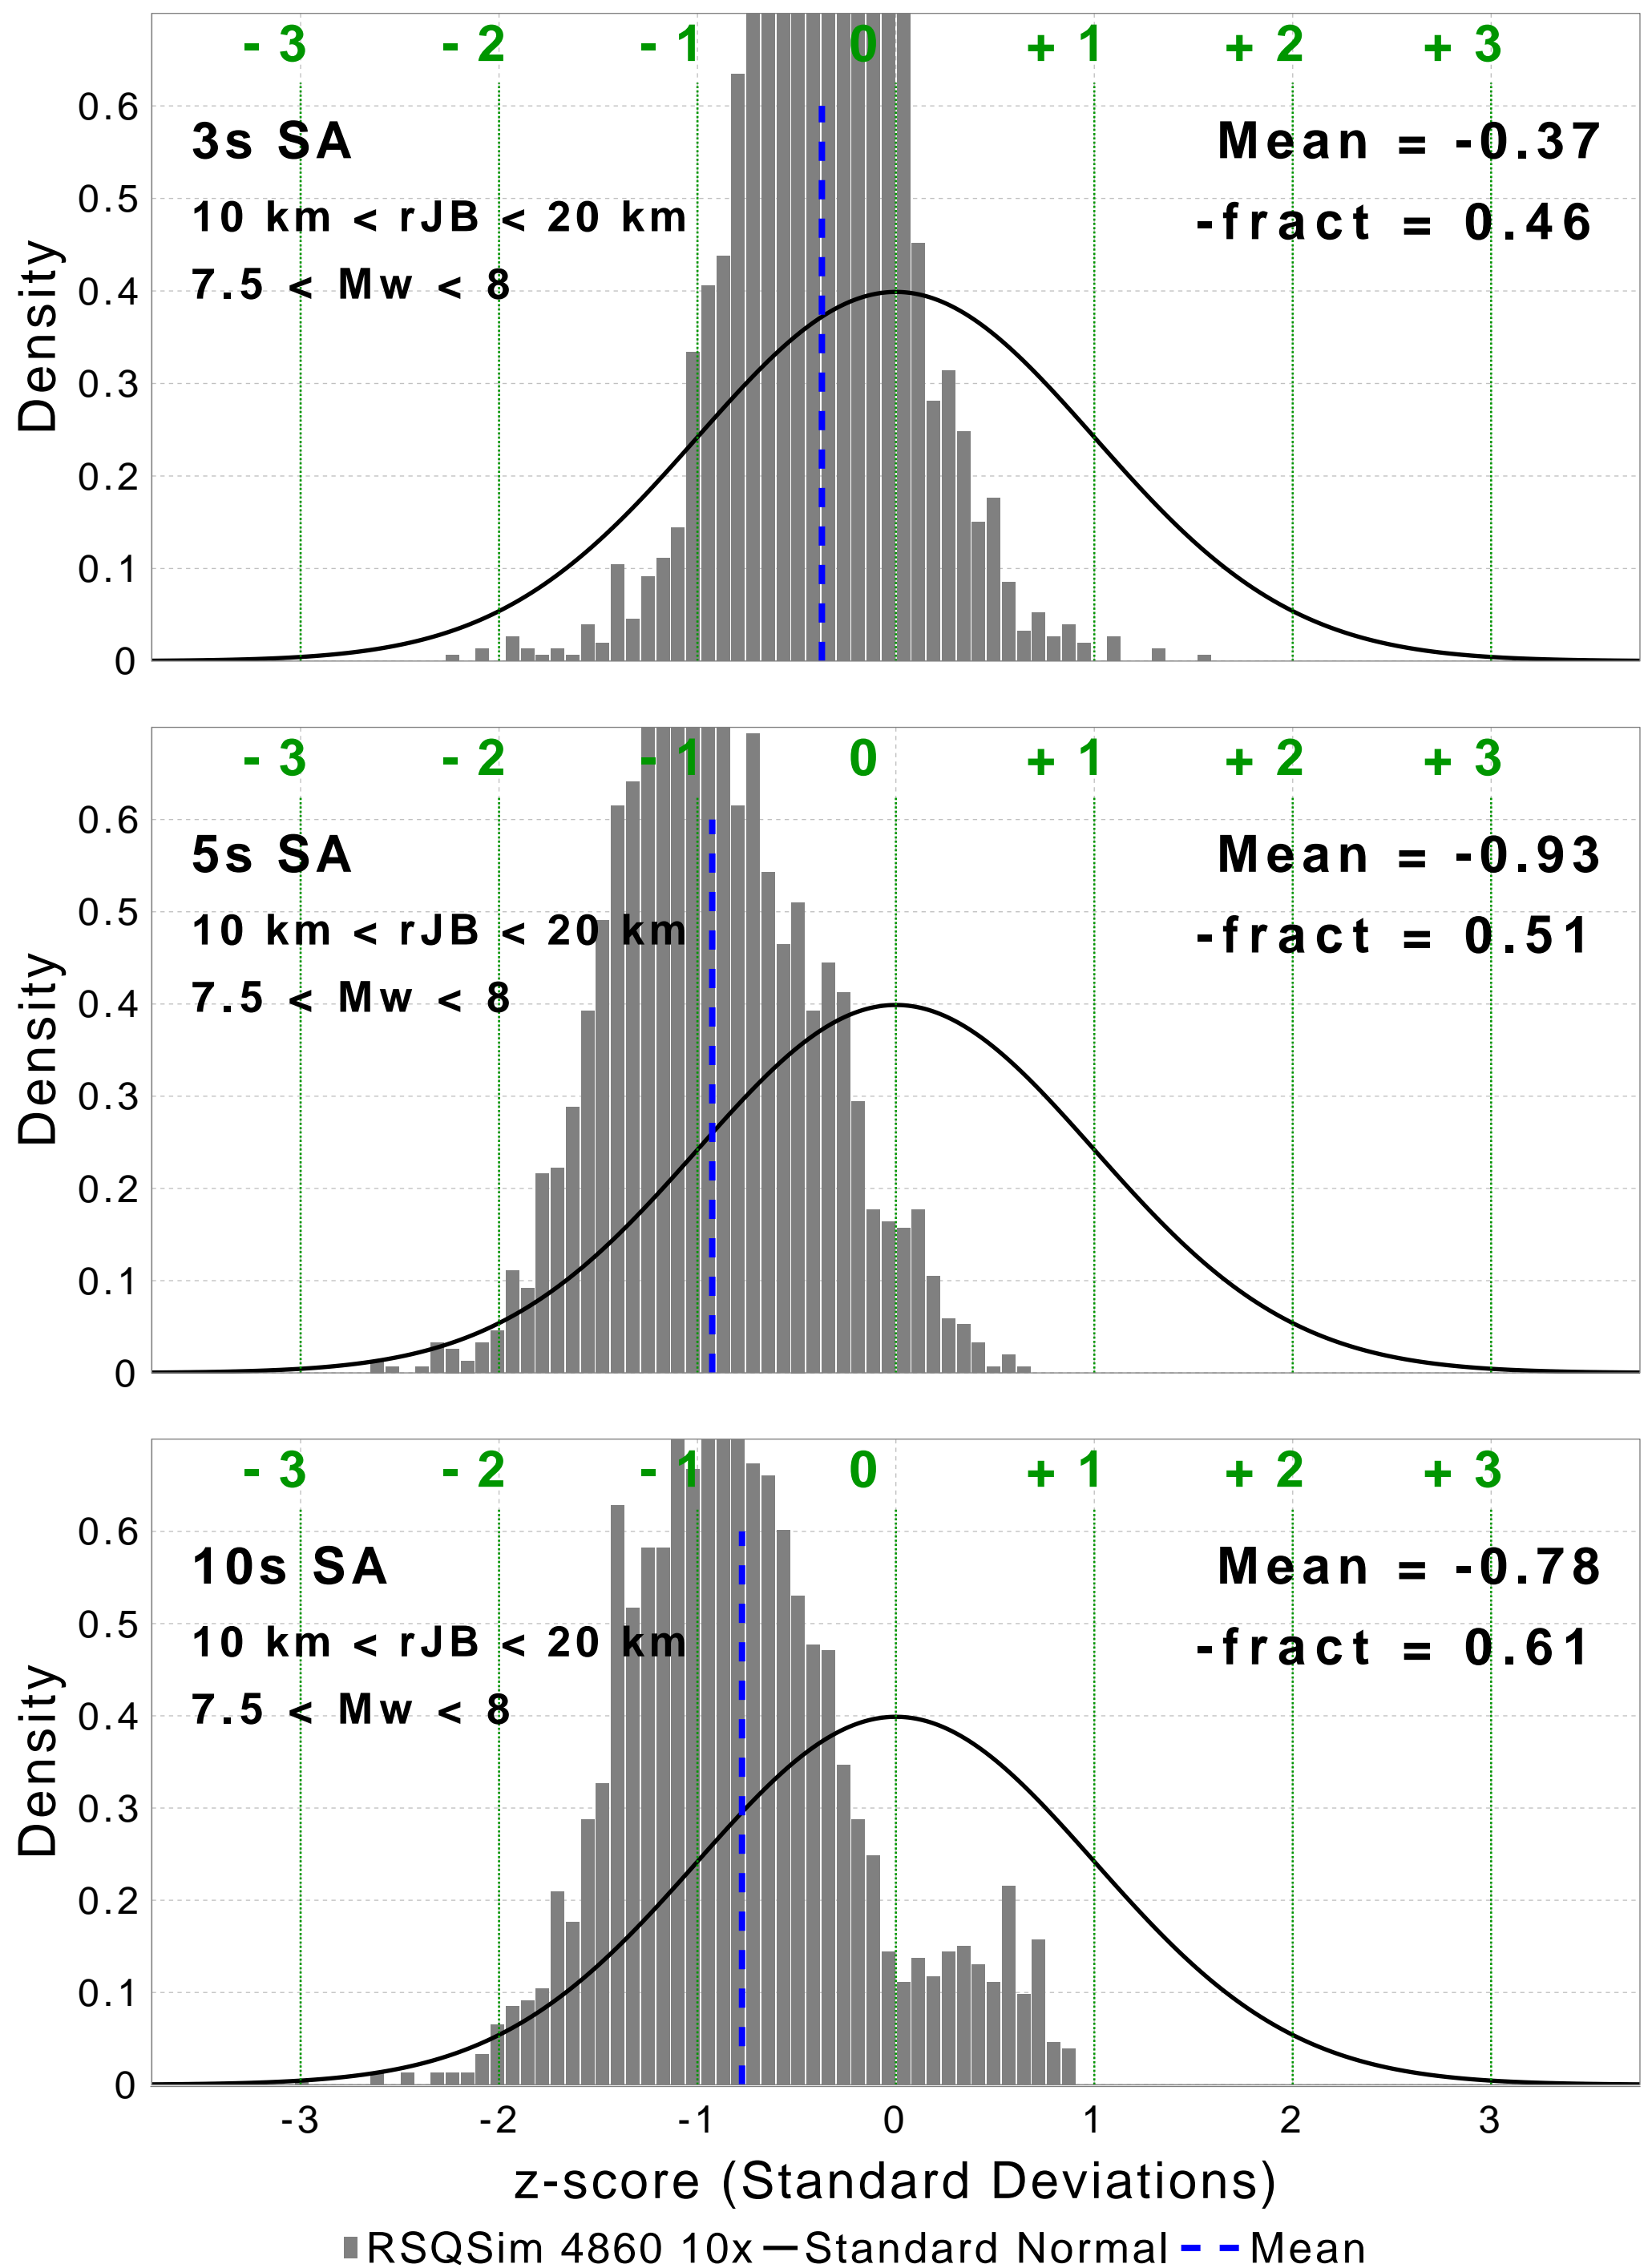 - 3 - 2 - 1 0 + 1 + 2 + 3
0.6
3s SA Mean = -0.37
0.5
10 km < rJB < 20 km -fract = 0.46
7.5 < Mw < 8
0.4
0.3
0.2
0.1
0
Density
- 3 - 2 - 1 0 + 1 + 2 + 3
0.6
5s SA Mean = -0.93
0.5
10 km < rJB < 20 km -fract = 0.51
7.5 < Mw < 8
0.4
0.3
0.2
0.1
0
Density
- 3 - 2 - 1 0 + 1 + 2 + 3
0.6
10s SA Mean = -0.78
0.5
10 km < rJB < 20 km -fract = 0.61
7.5 < Mw < 8
0.4
0.3
0.2
0.1
0
Density
-3 -2 -1 0 1 2 3
z-score (Standard Deviations)
RSQSim 4860 10x Standard Normal Mean